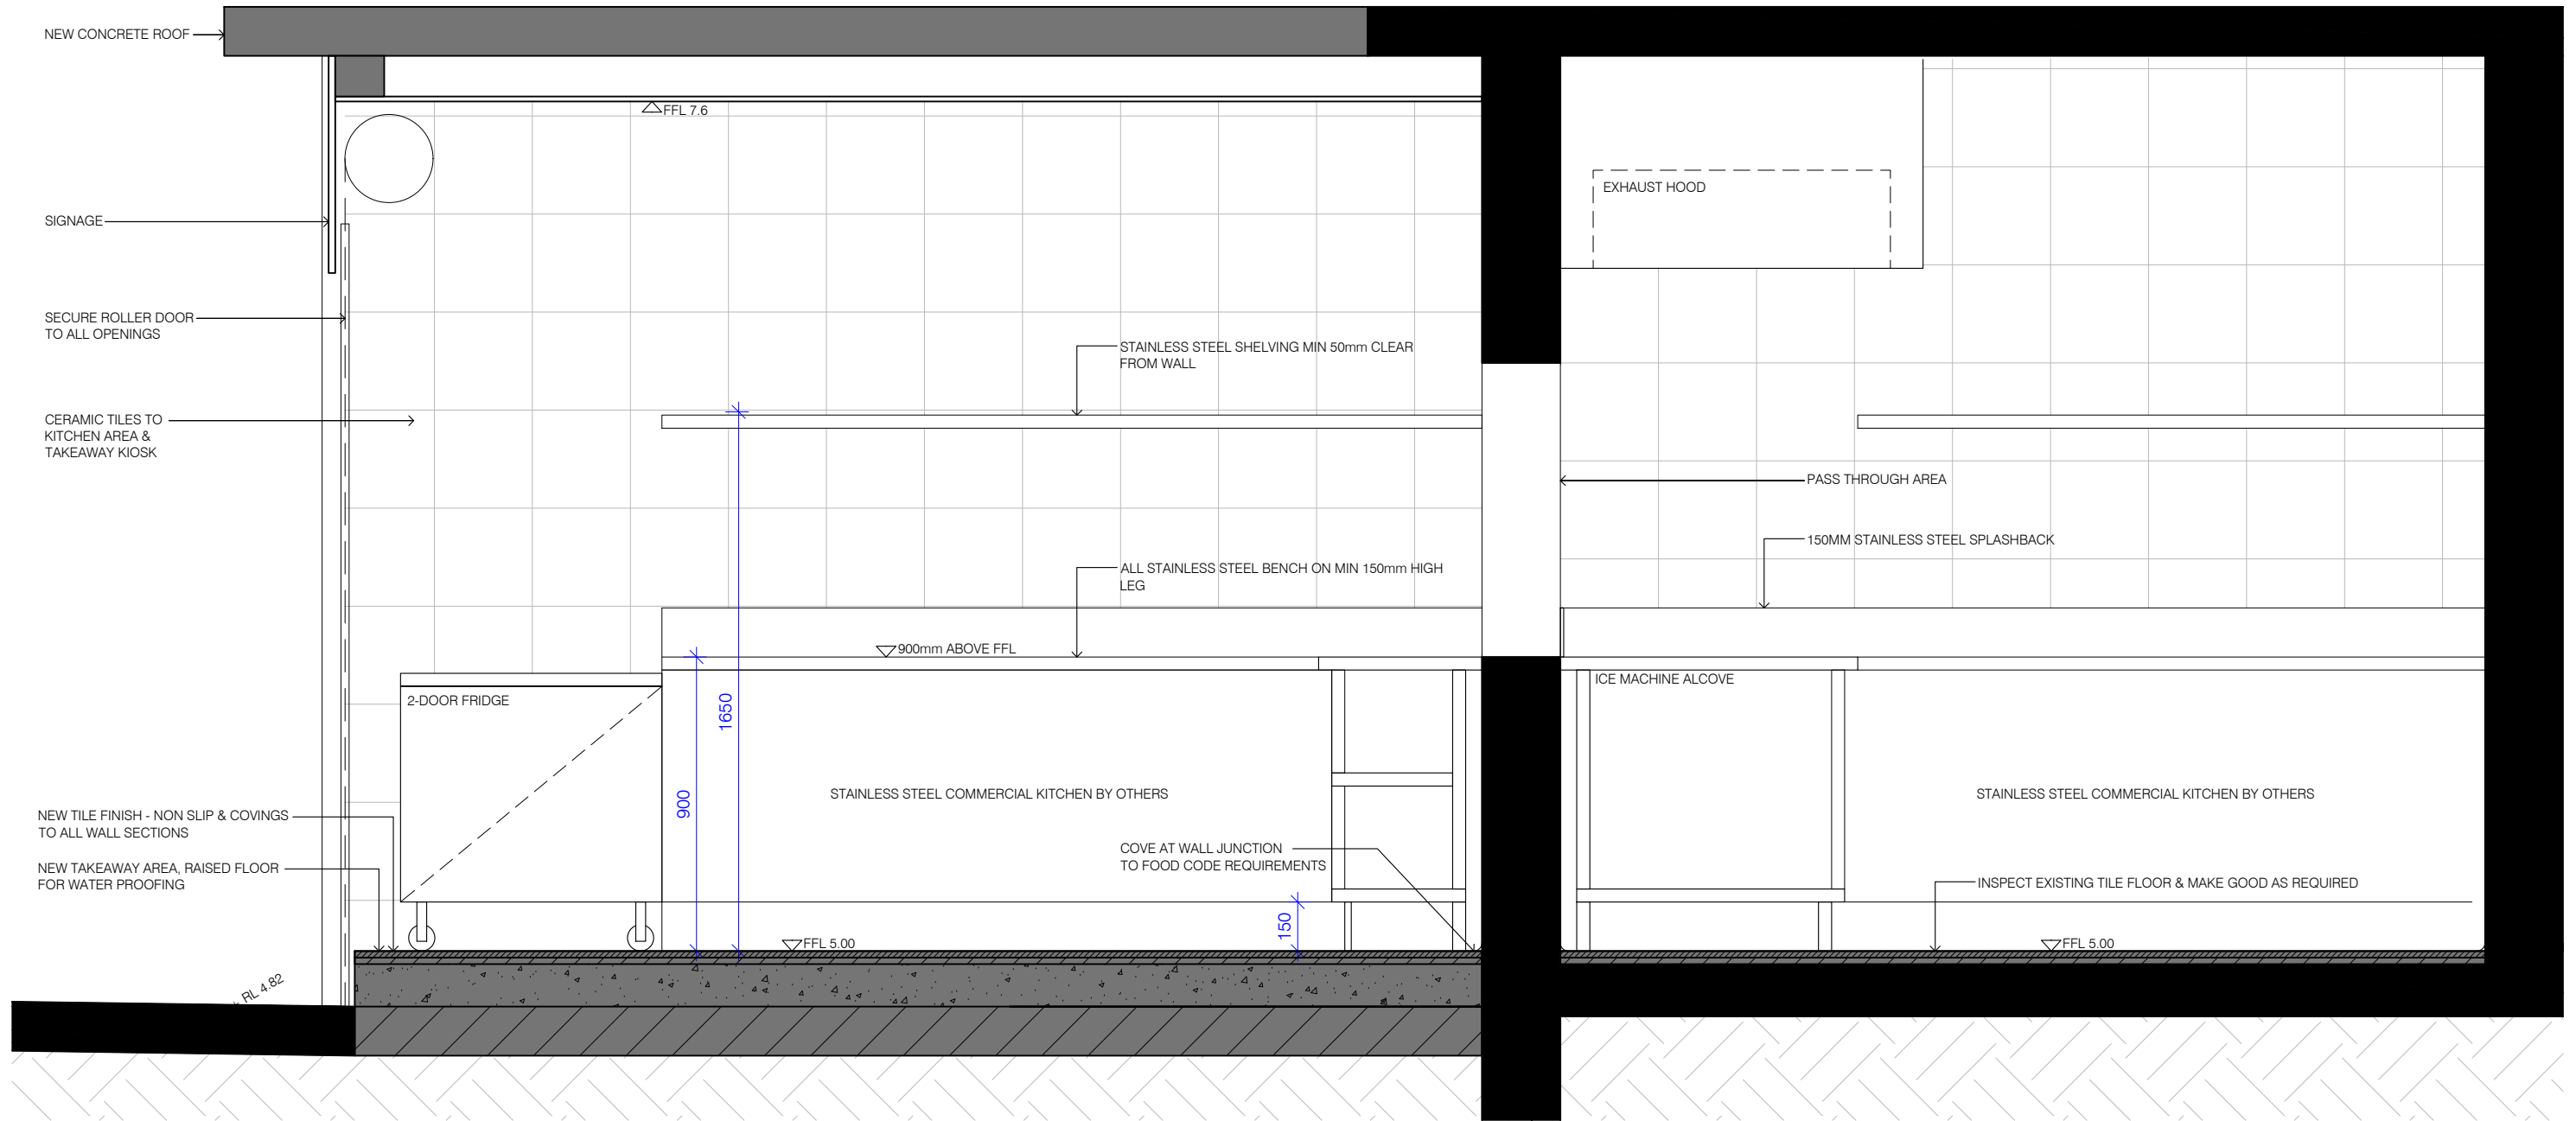 NEW CONCRETE ROOF
FFL 7.6
EXHAUST HOOD
SIGNAGE
SECURE ROLLER DOOR
TO ALL OPENINGS
STAINLESS STEEL SHELVING MIN 50mm CLEAR
FROM WALL
CERAMIC TILES TO
KITCHEN AREA &
TAKEAWAY KIOSK
PASS THROUGH AREA
150MM STAINLESS STEEL SPLASHBACK
ALL STAINLESS STEEL BENCH ON MIN 150mm HIGH
LEG
900mm ABOVE FFL
2-DOOR FRIDGE
ICE MACHINE ALCOVE
1650
900
STAINLESS STEEL COMMERCIAL KITCHEN BY OTHERS
STAINLESS STEEL COMMERCIAL KITCHEN BY OTHERS
NEW TILE FINISH - NON SLIP & COVINGS
TO ALL WALL SECTIONS
COVE AT WALL JUNCTION
TO FOOD CODE REQUIREMENTS
NEW TAKEAWAY AREA, RAISED FLOOR
FOR WATER PROOFING
INSPECT EXISTING TILE FLOOR & MAKE GOOD AS REQUIRED
150
FFL 5.00
FFL 5.00
RL 4.82